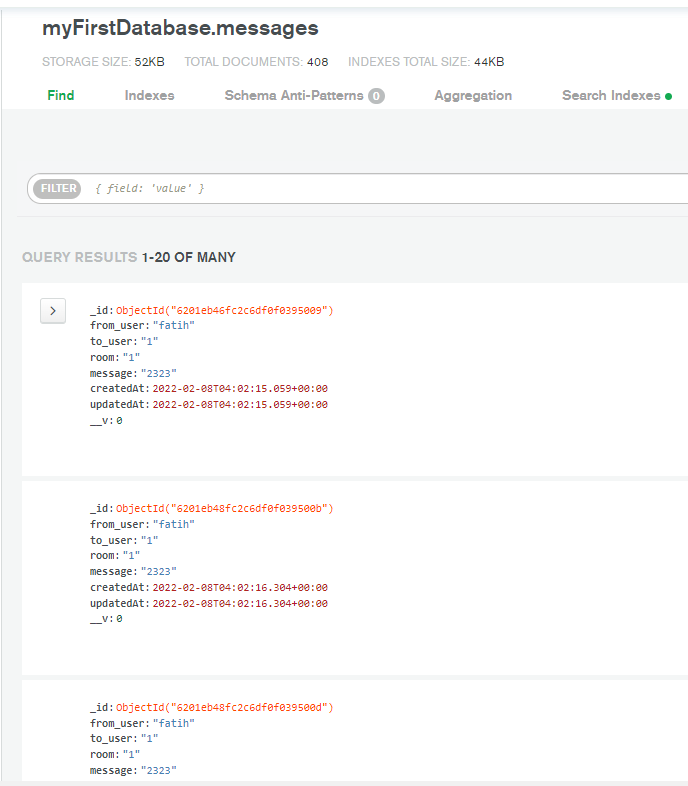 myFirstDatabase.messages
STORAGE SIZE: 52KB TOTAL DOCUMENTS: 408 INDEXES TOTAL SIZE: 44KB
Find Indexes Schema Anti-Patterns 0 Aggregation Search Indexes
FILTER { field: 'value' }
QUERY RESULTS 1-20 OF MANY
_id: ObjectId("6201eb46fc2c6df0f0395009")
from_user: "fatih"
to_user: "1"
room: "1"
message: "2323"
createdAt: 2022-02-08T04:02:15.059+00:00
updatedAt: 2022-02-08T04:02:15.059+00:00
__v: 0
_id: ObjectId("6201eb48fc2c6df0f039500b")
from_user: "fatih"
to_user: "1"
room: "1"
message: "2323"
createdAt: 2022-02-08T04:02:16.304+00:00
updatedAt: 2022-02-08T04:02:16.304+00:00
__v: 0
_id: ObjectId("6201eb48fc2c6df0f039500d")
from_user: "fatih"
to_user: "1"
room: "1"
message: "2323"